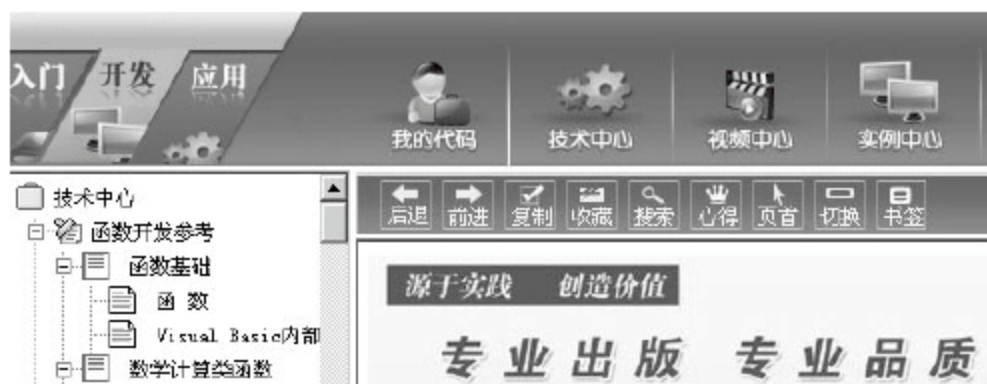 入门 开发 应用
我的代码 技术中心 视频中心 实例中心
技术中心
函数开发参考
函数基础
函 数
Visual Basic内部
数学计算类函数
后退 前进 复制 收藏 搜索 心得 页首 切换 书签
源于实践 创造价值
专业出版 专业品质